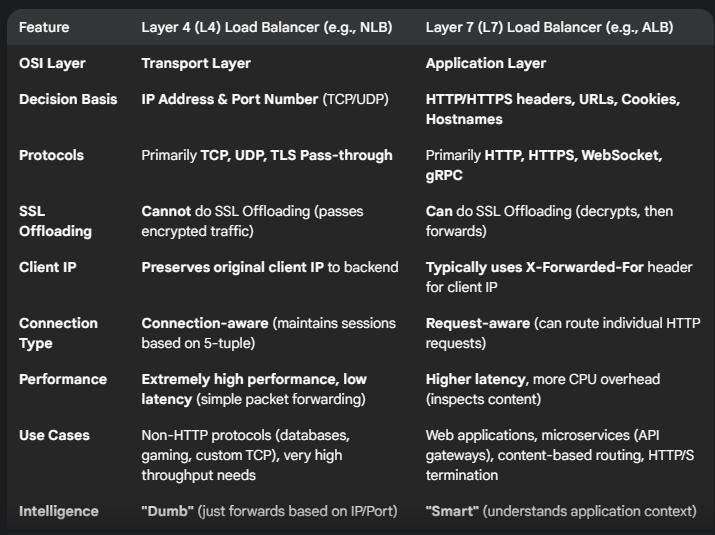 Feature Layer 4 (L4) Load Balancer (e.g., NLB) Layer 7 (L7) Load Balancer (e.g., ALB)
OSI Layer Transport Layer Application Layer
Decision Basis IP Address & Port Number (TCP/UDP) HTTP/HTTPS headers, URLs, Cookies,
Hostnames
Protocols Primarily TCP, UDP, TLS Pass-through Primarily HTTP, HTTPS, WebSocket,
gRPC
SSL Cannot do SSL Offloading (passes Can do SSL Offloading (decrypts, then
Offloading encrypted traffic) forwards)
Client IP Preserves original client IP to backend Typically uses X-Forwarded-For header
for client IP
Connection Connection-aware (maintains sessions Request-aware (can route individual HTTP
Type based on 5-tuple) requests)
Performance Extremely high performance, low Higher latency, more CPU overhead
latency (simple packet forwarding) (inspects content)
Use Cases Non-HTTP protocols (databases, Web applications, microservices (API
gaming, custom TCP), very high gateways), content-based routing, HTTP/S
throughput needs termination
Intelligence "Dumb" (just forwards based on IP/Port) "Smart" (understands application context)